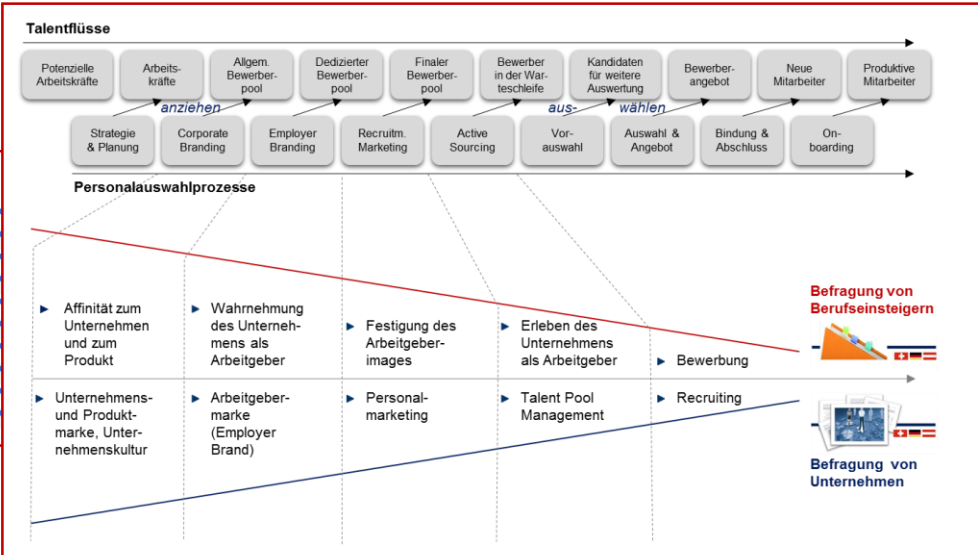 Talentflüsse
Potenzielle
Arbeitskräfte
Arbeits-
kräfte
Allgem.
Bewerber-
pool
Dedizierter
Bewerber-
pool
Finaler
Bewerber-
pool
Bewerber
in der War-
teschleife
Kandidaten
für weitere
Auswertung
Bewerber-
angebot
Neue
Mitarbeiter
Produktive
Mitarbeiter
anziehen
aus-
wählen
Strategie
& Planung
Corporate
Branding
Employer
Branding
Recruitm.
Marketing
Active
Sourcing
Vor-
auswahl
Auswahl &
Angebot
Bindung &
Abschluss
On-
boarding
Personalauswahlprozesse
Affinität zum
Unternehmen
und zum
Produkt
Wahrnehmung
des Unterneh-
mens als
Arbeitgeber
Festigung des
Arbeitgeber-
images
Erleben des
Unternehmens
als Arbeitgeber
Bewerbung
Befragung von
Berufseinsteigern
Unternehmens-
und Produkt-
marke, Unter-
nehmenskultur
Arbeitgeber-
marke
(Employer
Brand)
Personal-
marketing
Talent Pool
Management
Recruiting
Befragung von
Unternehmen